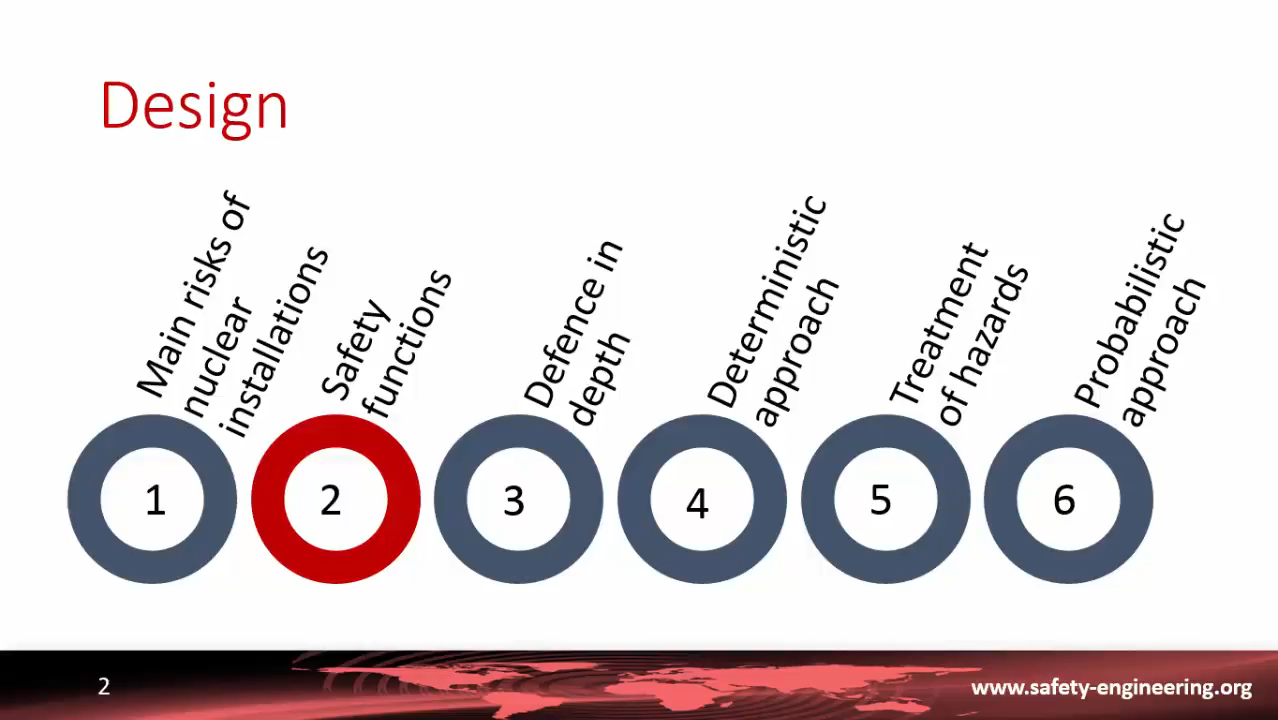 Design
Main risks of
nuclear
installations
Safety
functions
Defence in
depth
Deterministic
approach
Treatment
of hazards
Probabilistic
approach
1
2
3
4
5
6
2
www.safety-engineering.org